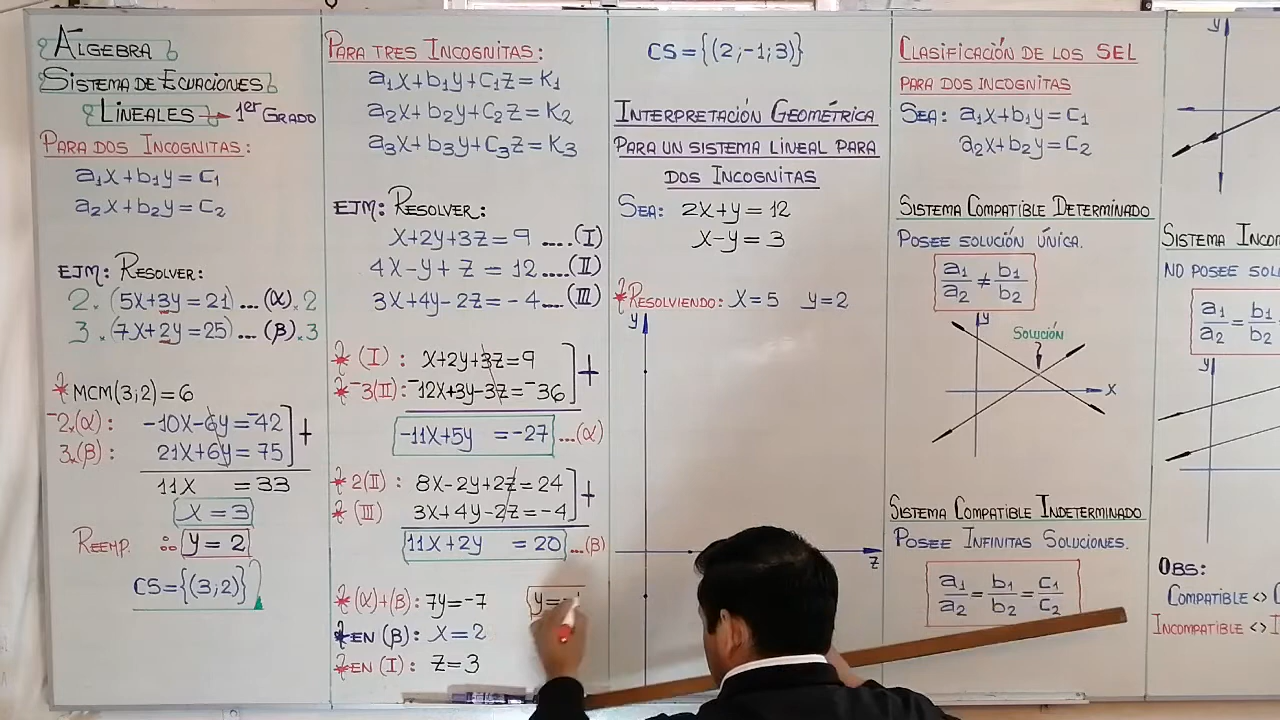 ALGEBRA
SISTEMA DE ECUACIONES
LINEALES → 1er GRADO
PARA DOS INCOGNITAS:
a₁x+b₁y=c₁
a₂x+b₂y=c₂
EJM: RESOLVER:
2.(5x+3y=21)...(α).2
3.(7x+2y=25)...(β).3
* MCM(3;2)=6
-2.(α): -10x-6y=-42
3.(β): 21x+6y=75
+
11x =33
x=3
REEMP. ∴ y=2
CS={(3;2)}
PARA TRES INCOGNITAS:
a₁x+b₁y+c₁z=K₁
a₂x+b₂y+c₂z=K₂
a₃x+b₃y+c₃z=K₃
EJM: RESOLVER:
x+2y+3z=9 ....(I)
4x-y+z=12....(II)
3x+4y-2z=-4....(III)
* (I): x+2y+3z=9
* -3(II): -12x+3y-3z=-36
+
-11x+5y =-27 ...(α)
* 2(II): 8x-2y+2z=24
* (III) 3x+4y-2z=-4
+
11x+2y =20 ...(β)
* (α)+(β): 7y=-7
y=-
* EN (β): x=2
* EN (I): z=3
CS={(2;-1;3)}
INTERPRETACIÓN GEOMÉTRICA
PARA UN SISTEMA LINEAL PARA
DOS INCOGNITAS
SEA: 2x+y=12
x-y=3
* RESOLVIENDO: x=5 y=2
y
z
CLASIFICACIÓN DE LOS SEL
PARA DOS INCOGNITAS
SEA: a₁x+b₁y=c₁
a₂x+b₂y=c₂
SISTEMA COMPATIBLE DETERMINADO
POSEE SOLUCIÓN ÚNICA.
a₁/a₂ ≠ b₁/b₂
y
SOLUCIÓN
x
SISTEMA COMPATIBLE INDETERMINADO
POSEE INFINITAS SOLUCIONES.
a₁/a₂ = b₁/b₂ = c₁/c₂
y
SISTEMA INCO
NO POSEE SOL
a₁/a₂ = b₁/b₂
y
OBS:
COMPATIBLE <>
INCOMPATIBLE <>